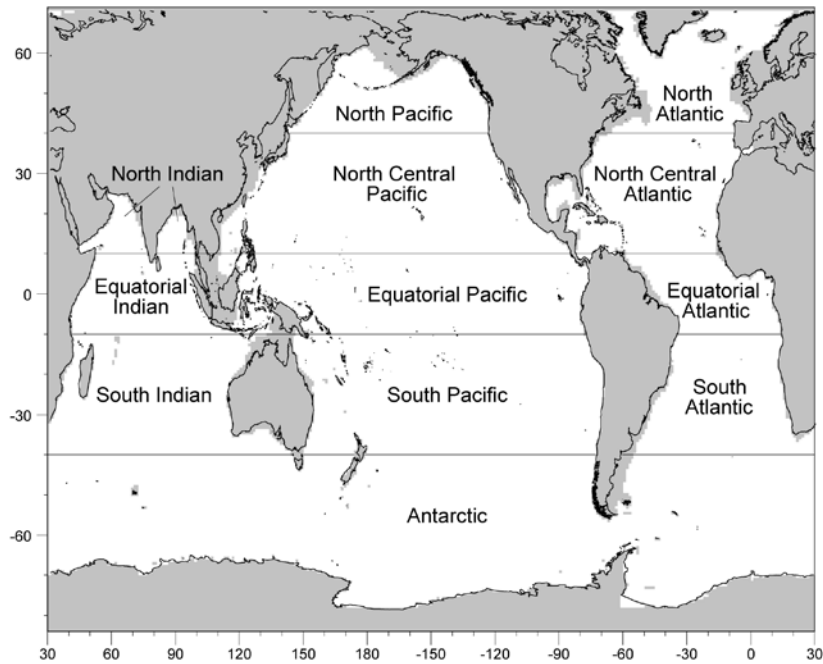 60
North
Atlantic
North Pacific
30
North Indian
North Central
Pacific
North Central
Atlantic
0
Equatorial
Indian
Equatorial Pacific
Equatorial
Atlantic
-30
South Indian
South Pacific
South
Atlantic
Antarctic
-60
30 60 90 120 150 180 -150 -120 -90 -60 -30 0 30